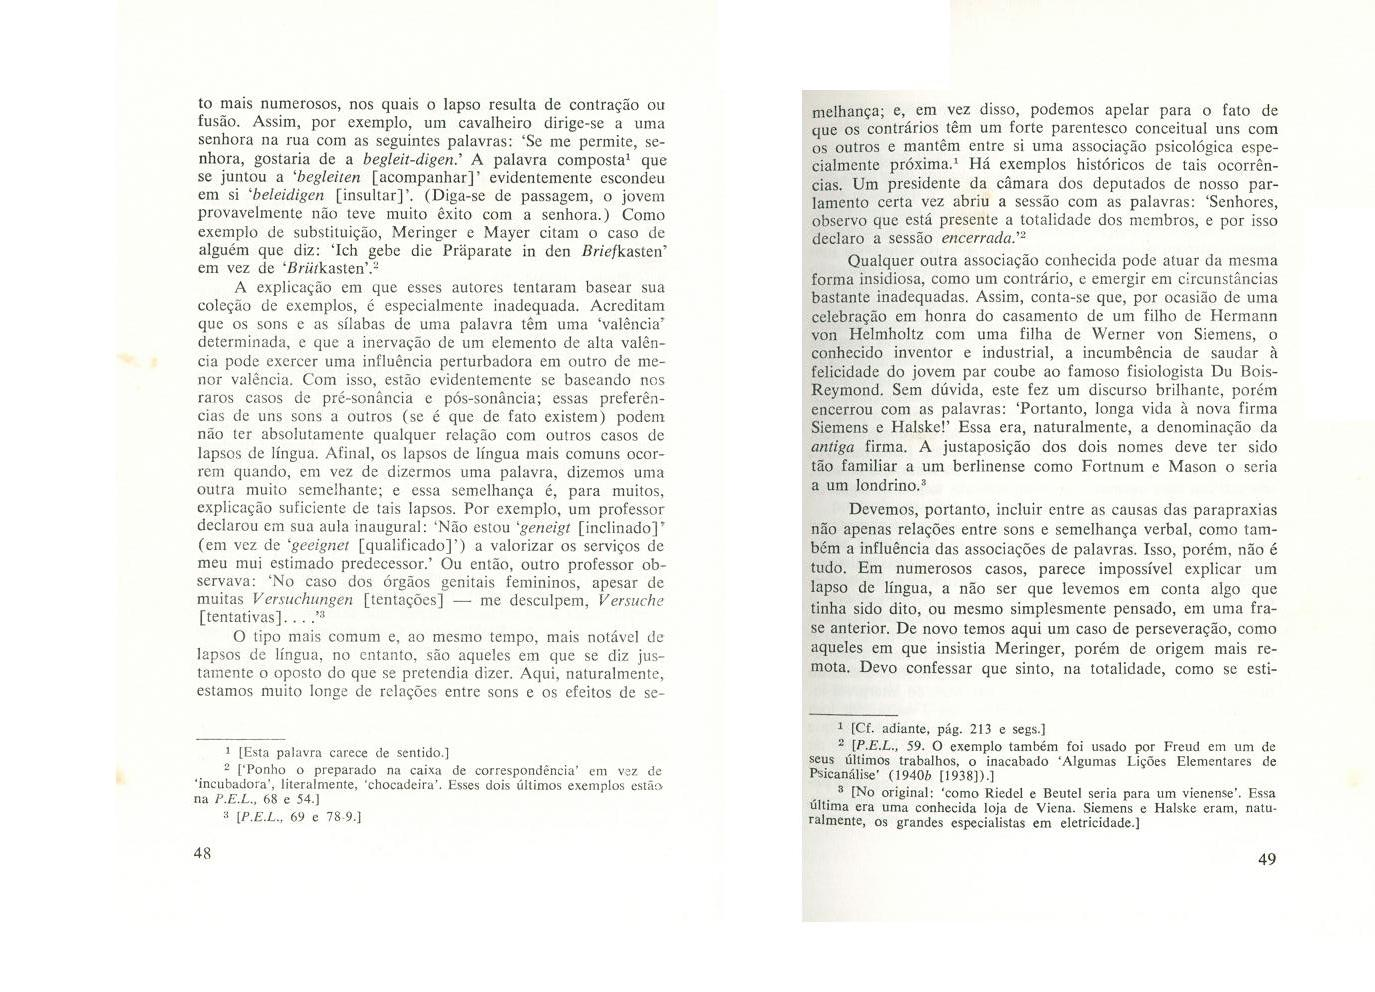 to mais numerosos, nos quais o lapso resulta de contração ou
fusão. Assim, por exemplo, um cavalheiro dirige-se a uma
senhora na rua com as seguintes palavras: ‘Se me permite, se-
nhora, gostaria de a begleit-digen.’ A palavra composta¹ que
se juntou a ‘begleiten [acompanhar]’ evidentemente escondeu
em si ‘beleidigen [insultar]’. (Diga-se de passagem, o jovem
provavelmente não teve muito êxito com a senhora.) Como
exemplo de substituição, Meringer e Mayer citam o caso de
alguém que diz: ‘Ich gebe die Präparate in den Briefkasten’
em vez de ‘Brütkasten’.²
A explicação em que esses autores tentaram basear sua
coleção de exemplos, é especialmente inadequada. Acreditam
que os sons e as sílabas de uma palavra têm uma ‘valência’
determinada, e que a inervação de um elemento de alta valên-
cia pode exercer uma influência perturbadora em outro de me-
nor valência. Com isso, estão evidentemente se baseando nos
raros casos de pré-sonância e pós-sonância; essas preferên-
cias de uns sons a outros (se é que de fato existem) podem
não ter absolutamente qualquer relação com outros casos de
lapsos de língua. Afinal, os lapsos de língua mais comuns ocor-
rem quando, em vez de dizermos uma palavra, dizemos uma
outra muito semelhante; e essa semelhança é, para muitos,
explicação suficiente de tais lapsos. Por exemplo, um professor
declarou em sua aula inaugural: ‘Não estou ‘geneigt [inclinado]’
(em vez de ‘geeignet [qualificado]’) a valorizar os serviços de
meu mui estimado predecessor.’ Ou então, outro professor ob-
servava: ‘No caso dos órgãos genitais femininos, apesar de
muitas Versuchungen [tentações] — me desculpem, Versuche
[tentativas]. . . .’³
O tipo mais comum e, ao mesmo tempo, mais notável de
lapsos de língua, no entanto, são aqueles em que se diz jus-
tamente o oposto do que se pretendia dizer. Aqui, naturalmente,
estamos muito longe de relações entre sons e os efeitos de se-
¹ [Esta palavra carece de sentido.]
² [‘Ponho o preparado na caixa de correspondência’ em vez de
‘incubadora’, literalmente, ‘chocadeira’. Esses dois últimos exemplos estão
na P.E.L., 68 e 54.]
³ [P.E.L., 69 e 78-9.]
48
melhança; e, em vez disso, podemos apelar para o fato de
que os contrários têm um forte parentesco conceitual uns com
os outros e mantêm entre si uma associação psicológica espe-
cialmente próxima.¹ Há exemplos históricos de tais ocorrên-
cias. Um presidente da câmara dos deputados de nosso par-
lamento certa vez abriu a sessão com as palavras: ‘Senhores,
observo que está presente a totalidade dos membros, e por isso
declaro a sessão encerrada.’²
Qualquer outra associação conhecida pode atuar da mesma
forma insidiosa, como um contrário, e emergir em circunstâncias
bastante inadequadas. Assim, conta-se que, por ocasião de uma
celebração em honra do casamento de um filho de Hermann
von Helmholtz com uma filha de Werner von Siemens, o
conhecido inventor e industrial, a incumbência de saudar à
felicidade do jovem par coube ao famoso fisiologista Du Bois-
Reymond. Sem dúvida, este fez um discurso brilhante, porém
encerrou com as palavras: ‘Portanto, longa vida à nova firma
Siemens e Halske!’ Essa era, naturalmente, a denominação da
antiga firma. A justaposição dos dois nomes deve ter sido
tão familiar a um berlinense como Fortnum e Mason o seria
a um londrino.³
Devemos, portanto, incluir entre as causas das parapraxias
não apenas relações entre sons e semelhança verbal, como tam-
bém a influência das associações de palavras. Isso, porém, não é
tudo. Em numerosos casos, parece impossível explicar um
lapso de língua, a não ser que levemos em conta algo que
tinha sido dito, ou mesmo simplesmente pensado, em uma fra-
se anterior. De novo temos aqui um caso de perseveração, como
aqueles em que insistia Meringer, porém de origem mais re-
mota. Devo confessar que sinto, na totalidade, como se esti-
¹ [Cf. adiante, pág. 213 e segs.]
² [P.E.L., 59. O exemplo também foi usado por Freud em um de
seus últimos trabalhos, o inacabado ‘Algumas Lições Elementares de
Psicanálise’ (1940b [1938]).]
³ [No original: ‘como Riedel e Beutel seria para um vienense’. Essa
última era uma conhecida loja de Viena. Siemens e Halske eram, natu-
ralmente, os grandes especialistas em eletricidade.]
49